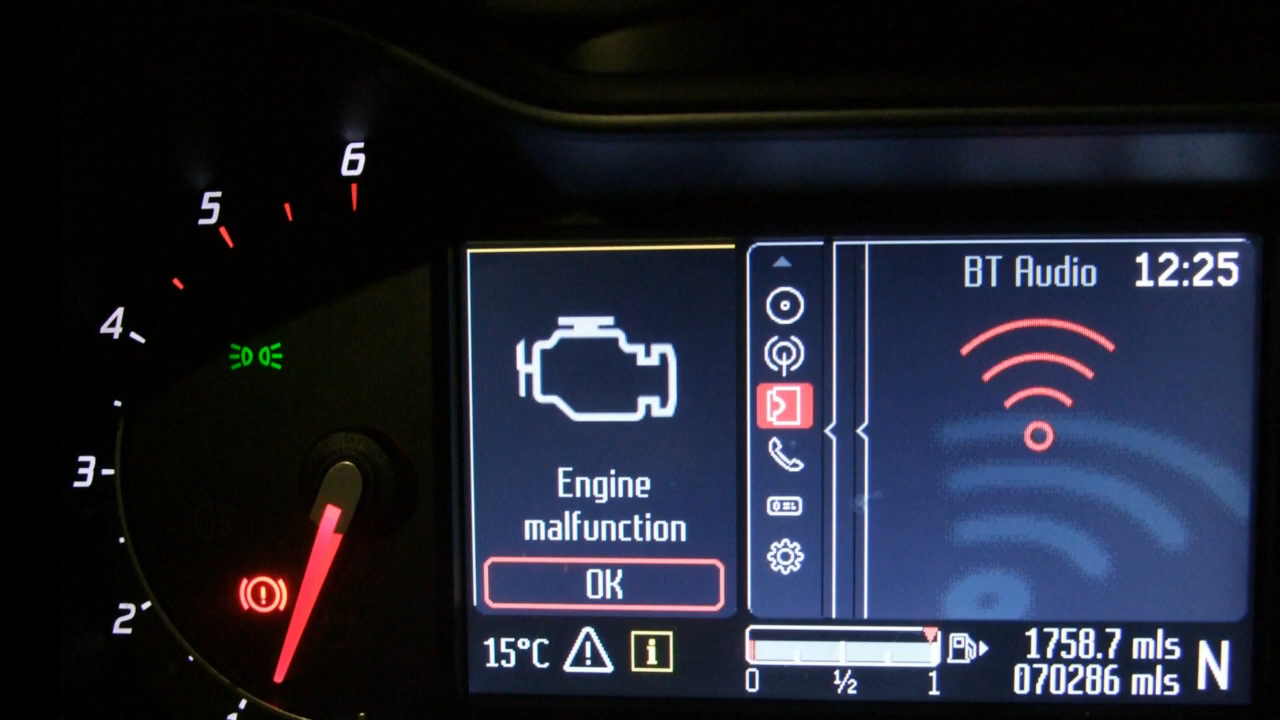 6
5
4
3
2
1
BT Audio 12:25
Engine
malfunction
OK
15°C
i
0 ½ 1
1758.7 mls
070286 mls
N